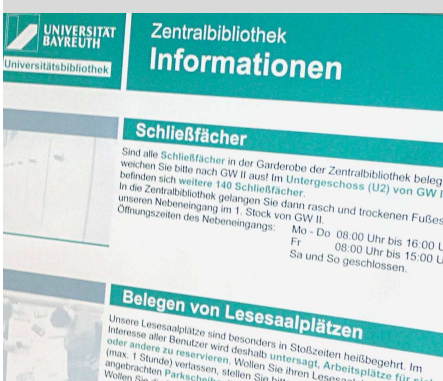 UNIVERSITÄT
BAYREUTH
Universitätsbibliothek
Zentralbibliothek
Informationen
Schließfächer
Sind alle Schließfächer in der Garderobe der Zentralbibliothek beleg
weichen Sie bitte nach GW II aus! Im Untergeschoss (U2) von GW I
befinden sich weitere 140 Schließfächer.
In die Zentralbibliothek gelangen Sie dann rasch und trockenen Fußes
unseren Nebeneingang im 1. Stock von GW II.
Öffnungszeiten des Nebeneingangs: Mo - Do 08:00 Uhr bis 16:00 U
Fr 08:00 Uhr bis 15:00 U
Sa und So geschlossen.
Belegen von Lesesaalplätzen
Unsere Lesesaalplätze sind besonders in Stoßzeiten heißbegehrt. Im
Interesse aller Benutzer wird deshalb untersagt, Arbeitsplätze für
oder andere zu reservieren. Wollen Sie ihren
(max. 1 Stunde) verlassen, stellen Sie
angebrachten
Wollen Sie